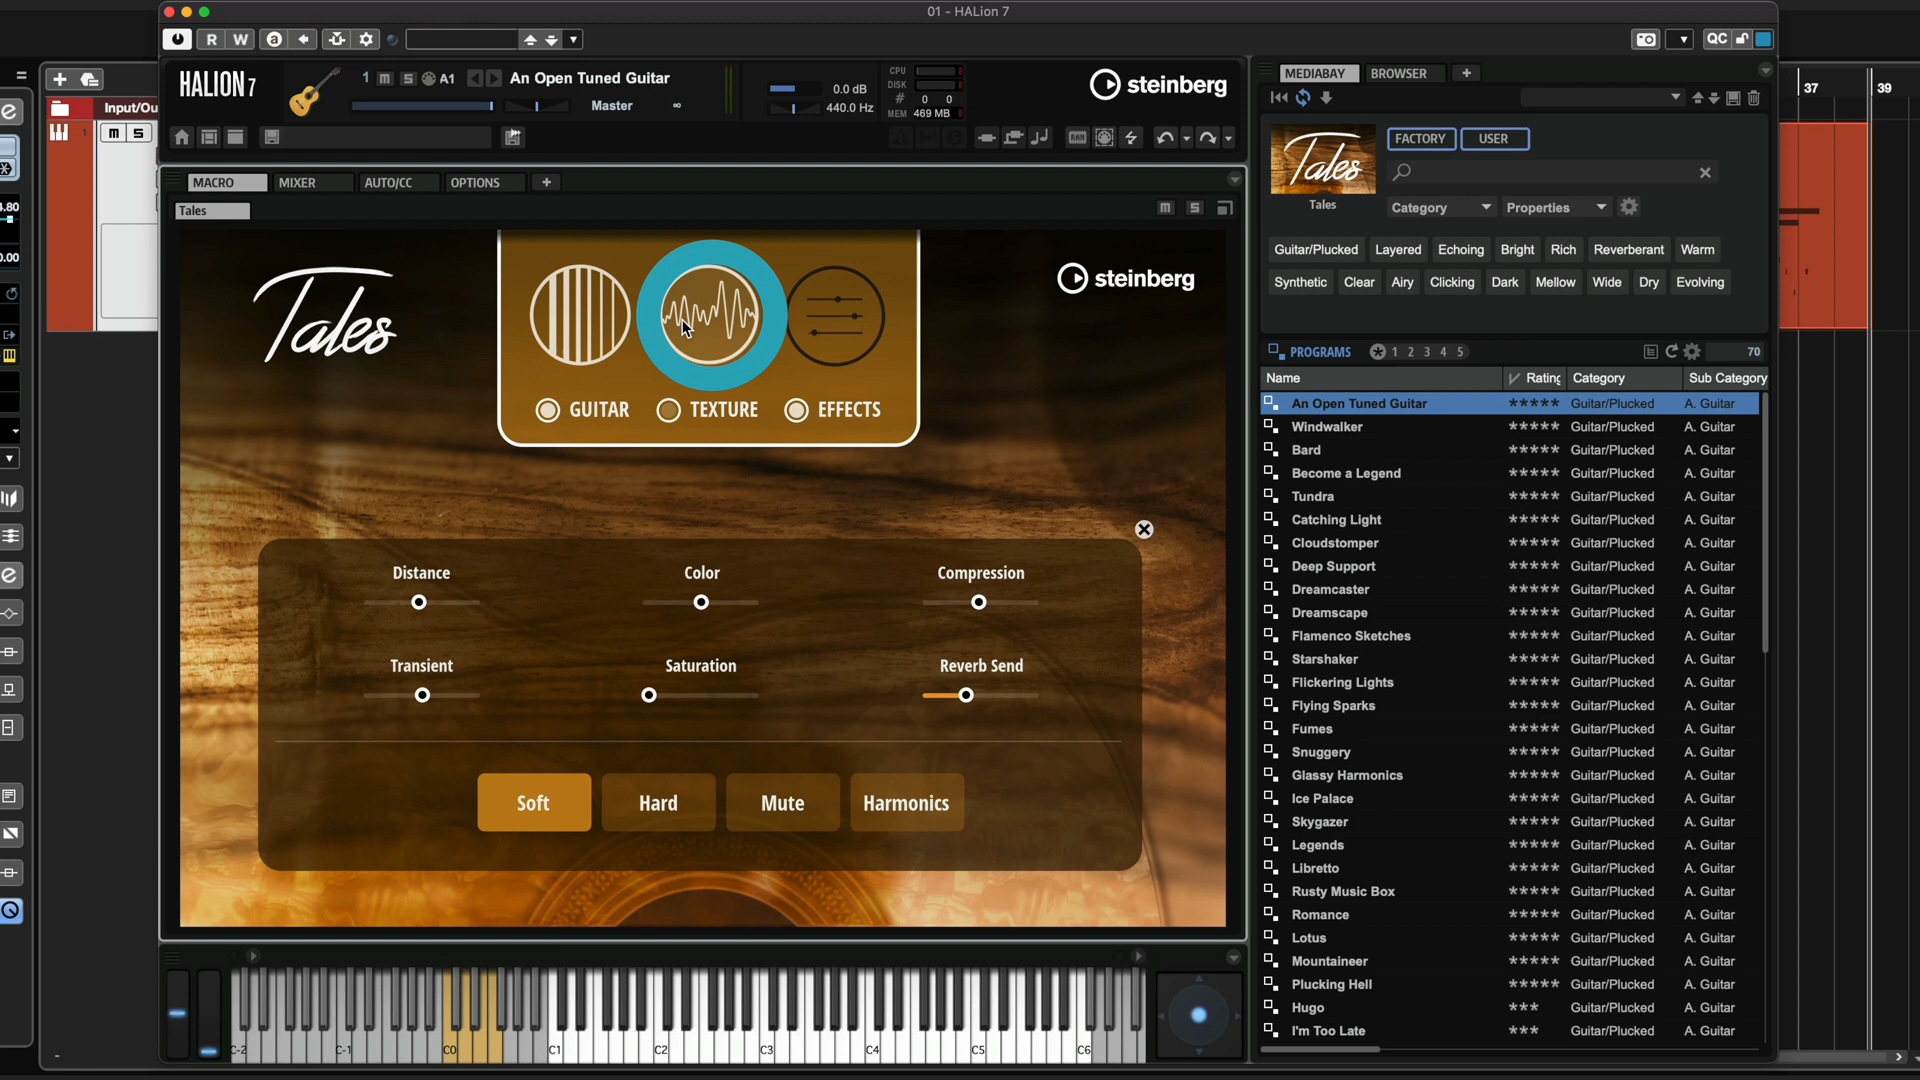 01 - HALion 7
R W
a
QC
HALION 7
1 M S A1
An Open Tuned Guitar
Master
∞
0.0 dB
440.0 Hz
CPU
DISK
# 0 0
MEM 469 MB
steinberg
MEDIABAY BROWSER +
37 39
Input/Ou
1 M S
4.80
0.00
RAM
MACRO MIXER AUTO/CC OPTIONS +
Tales
M S
Tales
steinberg
GUITAR TEXTURE EFFECTS
Distance Color Compression
Transient Saturation Reverb Send
Soft Hard Mute Harmonics
C-2 C-1 C0 C1 C2 C3 C4 C5 C6
Tales
Tales
FACTORY USER
Category Properties
Guitar/Plucked Layered Echoing Bright Rich Reverberant Warm
Synthetic Clear Airy Clicking Dark Mellow Wide Dry Evolving
PROGRAMS 1 2 3 4 5 70
Name Rating Category Sub Category
An Open Tuned Guitar ***** Guitar/Plucked A. Guitar
Windwalker ***** Guitar/Plucked A. Guitar
Bard ***** Guitar/Plucked A. Guitar
Become a Legend ***** Guitar/Plucked A. Guitar
Tundra ***** Guitar/Plucked A. Guitar
Catching Light ***** Guitar/Plucked A. Guitar
Cloudstomper ***** Guitar/Plucked A. Guitar
Deep Support ***** Guitar/Plucked A. Guitar
Dreamcaster ***** Guitar/Plucked A. Guitar
Dreamscape ***** Guitar/Plucked A. Guitar
Flamenco Sketches ***** Guitar/Plucked A. Guitar
Starshaker ***** Guitar/Plucked A. Guitar
Flickering Lights ***** Guitar/Plucked A. Guitar
Flying Sparks ***** Guitar/Plucked A. Guitar
Fumes ***** Guitar/Plucked A. Guitar
Snuggery ***** Guitar/Plucked A. Guitar
Glassy Harmonics ***** Guitar/Plucked A. Guitar
Ice Palace ***** Guitar/Plucked A. Guitar
Skygazer ***** Guitar/Plucked A. Guitar
Legends ***** Guitar/Plucked A. Guitar
Libretto ***** Guitar/Plucked A. Guitar
Rusty Music Box ***** Guitar/Plucked A. Guitar
Romance ***** Guitar/Plucked A. Guitar
Lotus ***** Guitar/Plucked A. Guitar
Mountaineer ***** Guitar/Plucked A. Guitar
Plucking Hell ***** Guitar/Plucked A. Guitar
Hugo *** Guitar/Plucked A. Guitar
I'm Too Late *** Guitar/Plucked A. Guitar